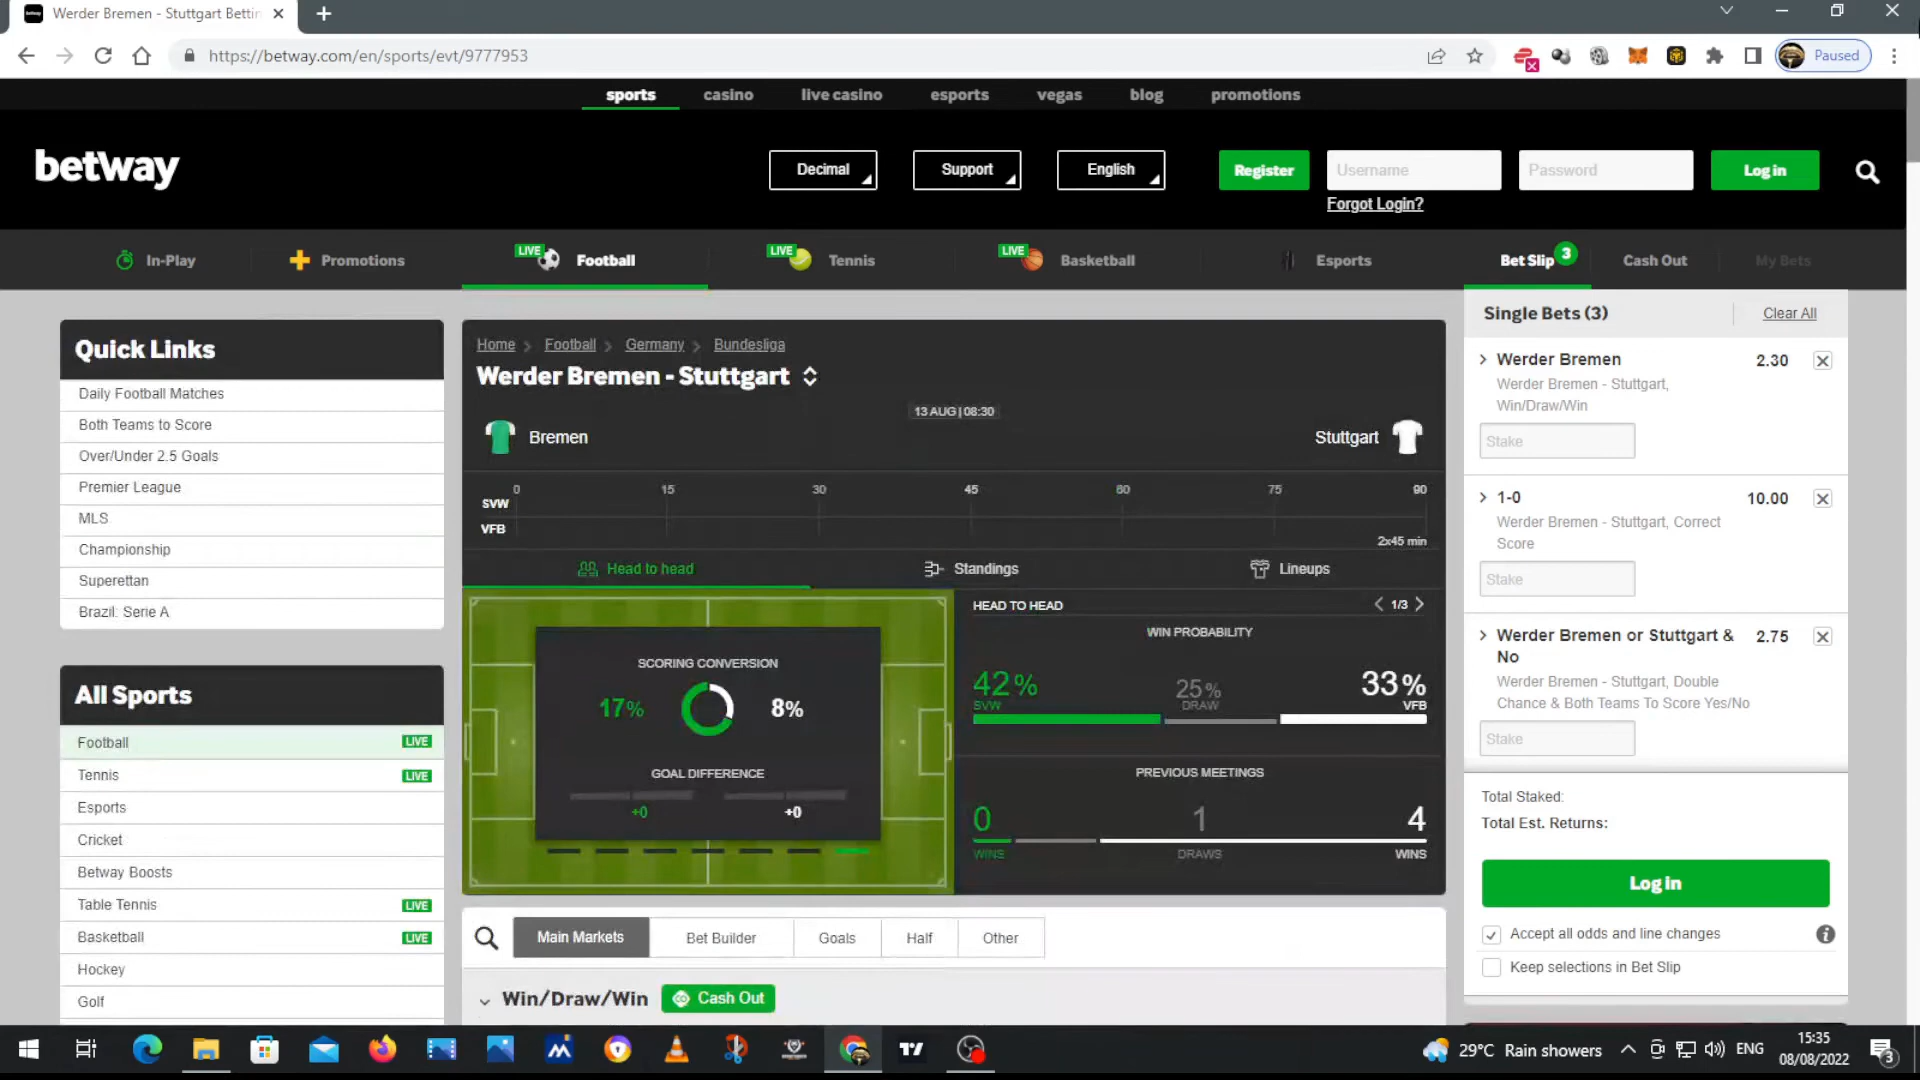 Werder Bremen - Stuttgart Bettin
https://betway.com/en/sports/evt/9777953
Paused
sports casino live casino esports vegas blog promotions
betway
Decimal Support English Register Username Password Log in
Forgot Login?
In-Play Promotions LIVE Football LIVE Tennis LIVE Basketball Esports Bet Slip 3 Cash Out My Bets
Quick Links
Daily Football Matches
Both Teams to Score
Over/Under 2.5 Goals
Premier League
MLS
Championship
Superettan
Brazil: Serie A
All Sports
Football LIVE
Tennis LIVE
Esports
Cricket
Betway Boosts
Table Tennis LIVE
Basketball LIVE
Hockey
Golf
Home Football Germany Bundesliga
Werder Bremen - Stuttgart
13 AUG | 08:30
Bremen Stuttgart
0 15 30 45 60 75 90
SVW
VFB
2x45 min
Head to head Standings Lineups
SCORING CONVERSION
17% 8%
GOAL DIFFERENCE
+0 +0
HEAD TO HEAD 1/3
WIN PROBABILITY
42% 25% 33%
SVW DRAW VFB
PREVIOUS MEETINGS
0 1 4
WINS DRAWS WINS
Main Markets Bet Builder Goals Half Other
Win/Draw/Win Cash Out
Single Bets (3) Clear All
Werder Bremen 2.30
Werder Bremen - Stuttgart,
Win/Draw/Win
Stake
1-0 10.00
Werder Bremen - Stuttgart, Correct
Score
Stake
Werder Bremen or Stuttgart & 2.75
No
Werder Bremen - Stuttgart, Double
Chance & Both Teams To Score Yes/No
Stake
Total Staked:
Total Est. Returns:
Log in
Accept all odds and line changes
Keep selections in Bet Slip
29°C Rain showers ENG 15:35
08/08/2022 3